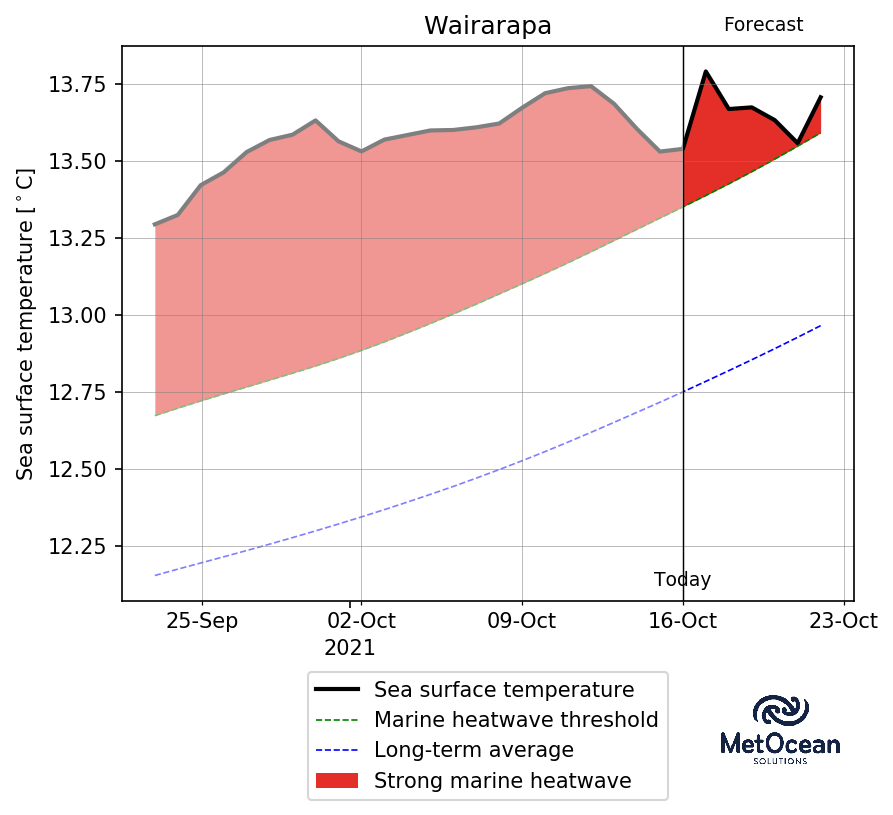 Wairarapa
Forecast
Sea surface temperature [°C]
13.75
13.50
13.25
13.00
12.75
12.50
12.25
Today
25-Sep
02-Oct
09-Oct
16-Oct
23-Oct
2021
Sea surface temperature
Marine heatwave threshold
Long-term average
Strong marine heatwave
MetOcean
SOLUTIONS